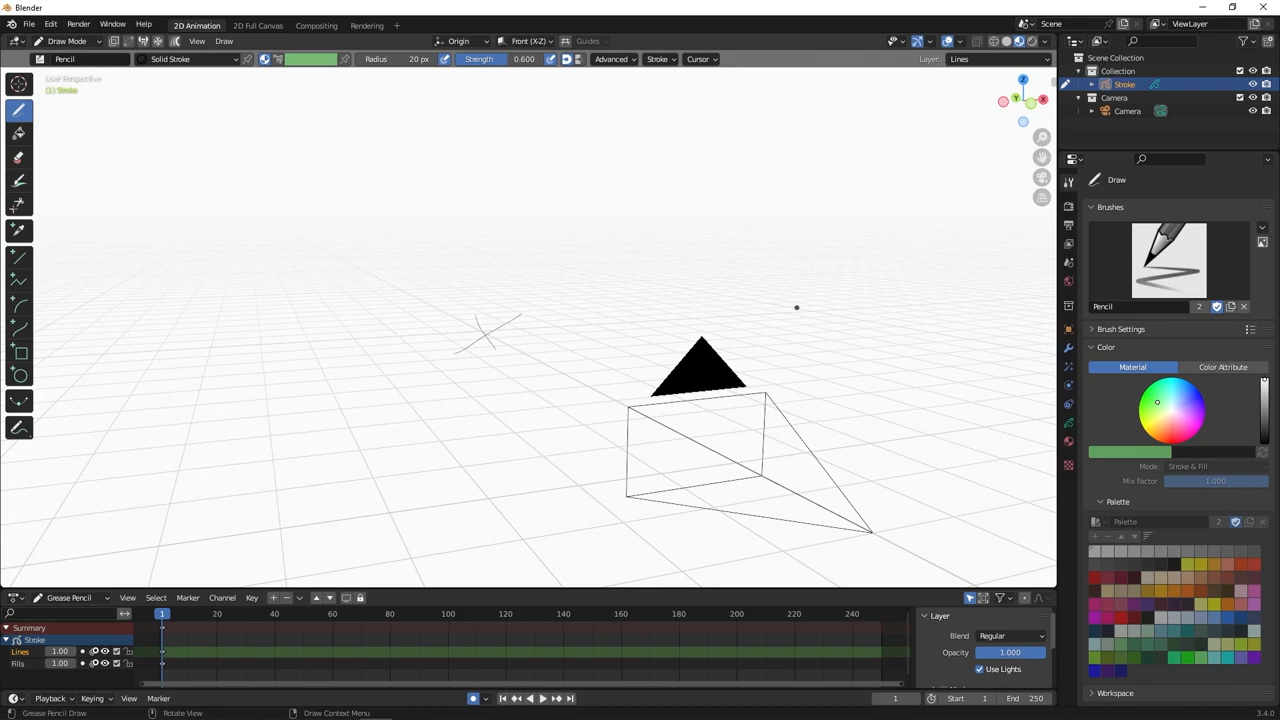 Blender
File Edit Render Window Help 2D Animation 2D Full Canvas Compositing Rendering + Scene ViewLayer
Draw Mode View Draw Origin Front (X-Z) Guides
Pencil Solid Stroke Radius 20 px Strength 0.600 Advanced Stroke Cursor Layer: Lines
User Perspective
(1) Stroke
Z
Y X
Scene Collection
Collection
Stroke
Camera
Camera
Draw
Brushes
Pencil 2
Brush Settings
Color
Material Color Attribute
Mode Stroke & Fill
Mix Factor 1.000
Palette
Palette 2
Workspace
Grease Pencil View Select Marker Channel Key
1 20 40 60 80 100 120 140 160 180 200 220 240
Summary
Stroke
Lines 1.00
Fills 1.00
Layer
Blend Regular
Opacity 1.000
Use Lights
Playback Keying View Marker 1 Start 1 End 250
Grease Pencil Draw Rotate View Draw Context Menu 3.4.0